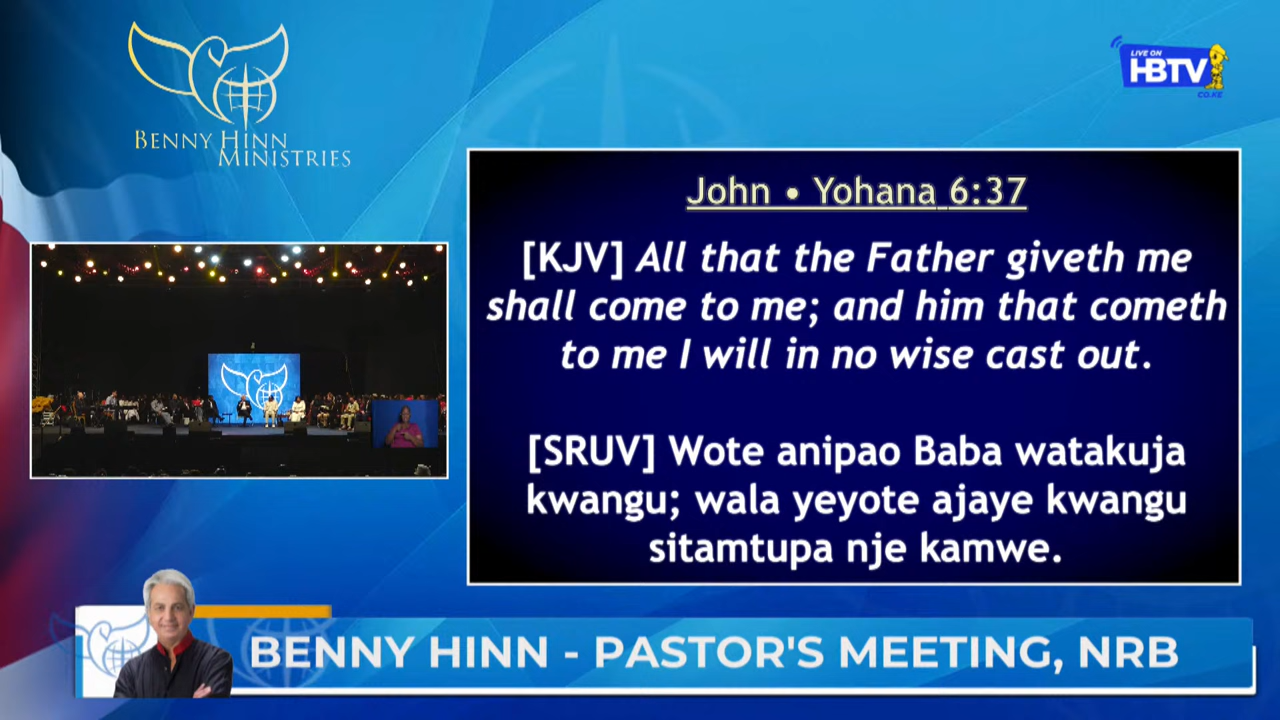 BENNY HINN
MINISTRIES
LIVE ON
HBTV
CO.KE
John • Yohana 6:37
[KJV] All that the Father giveth me
shall come to me; and him that cometh
to me I will in no wise cast out.
[SRUV] Wote anipao Baba watakuja
kwangu; wala yeyote ajaye kwangu
sitamtupa nje kamwe.
BENNY HINN - PASTOR'S MEETING, NRB